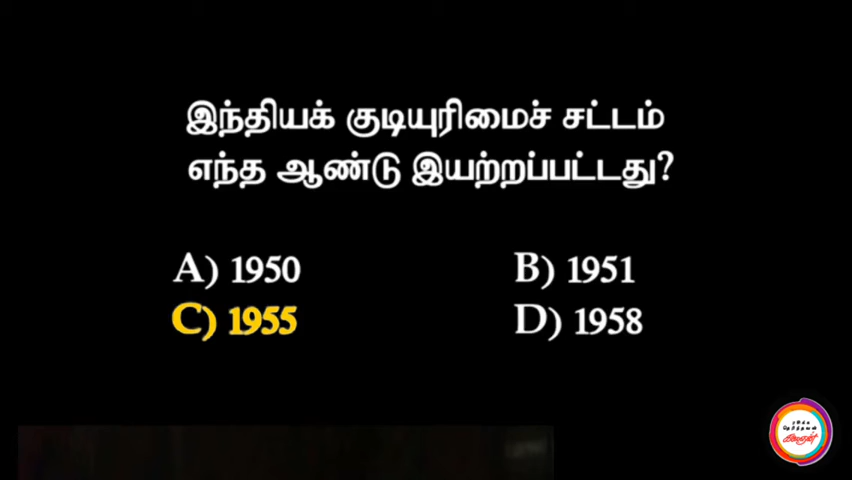 இந்தியக் குடியுரிமைச் சட்டம்
எந்த ஆண்டு இயற்றப்பட்டது?
A) 1950
B) 1951
C) 1955
D) 1958